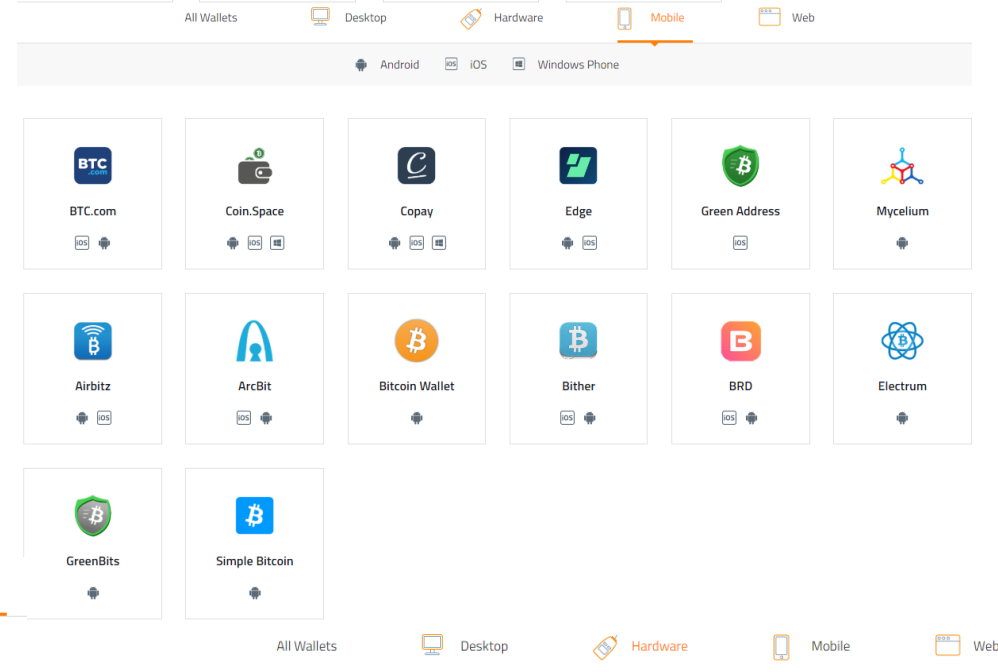 All Wallets Desktop Hardware Mobile Web
Android iOS iOS Windows Phone
BTC .com
BTC.com
iOS
Coin.Space
iOS
C
Copay
iOS
Edge
iOS
Green Address
iOS
Mycelium
Airbitz
iOS
ArcBit
iOS
Bitcoin Wallet
Bither
iOS
B
BRD
iOS
Electrum
GreenBits
Simple Bitcoin
All Wallets Desktop Hardware Mobile Web